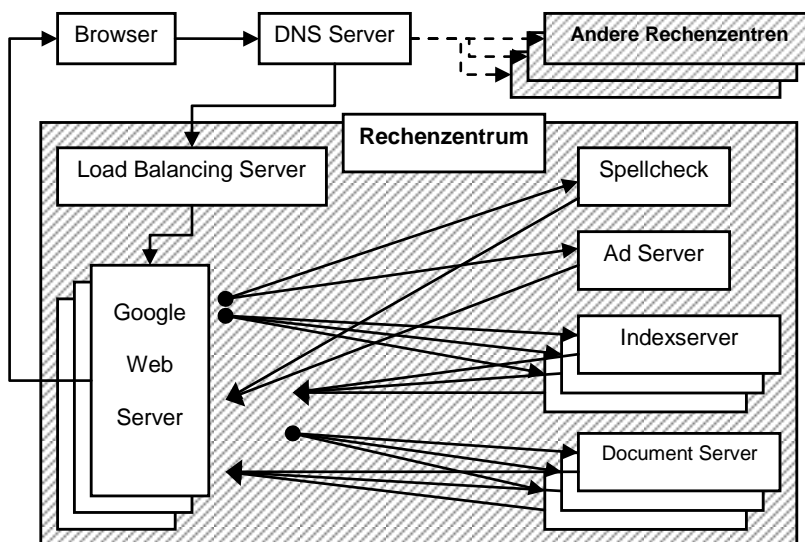 Browser
DNS Server
Andere Rechenzentren
Rechenzentrum
Load Balancing Server
Spellcheck
Ad Server
Google
Web
Server
Indexserver
Document Server